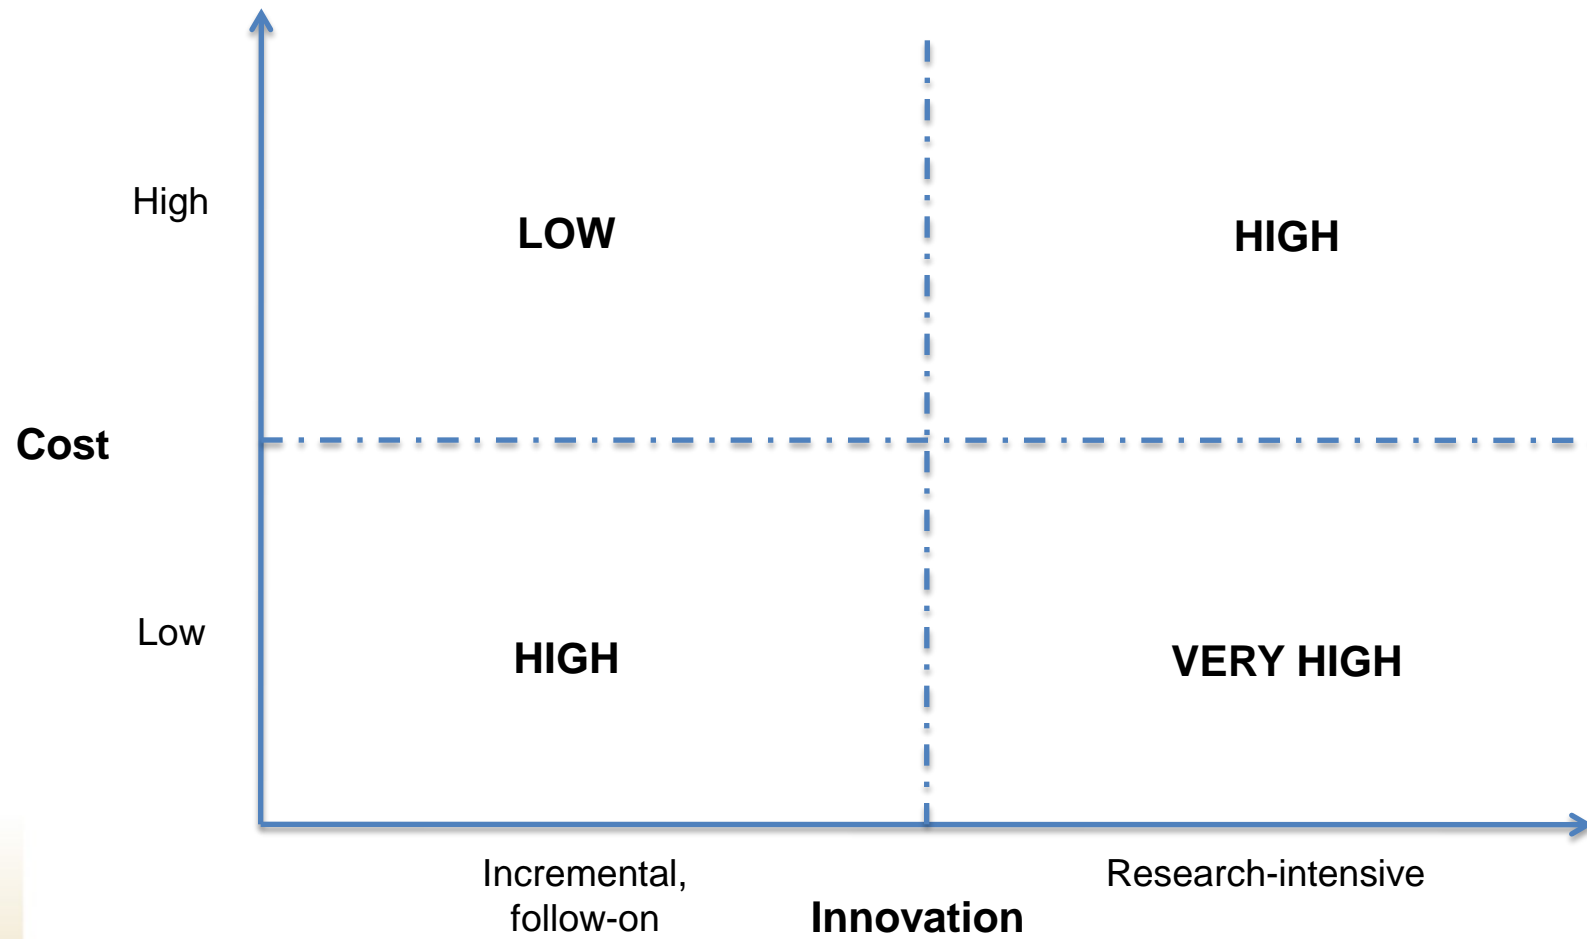 High
LOW
HIGH
Cost
Low
HIGH
VERY HIGH
Incremental,
follow-on
Research-intensive
Innovation